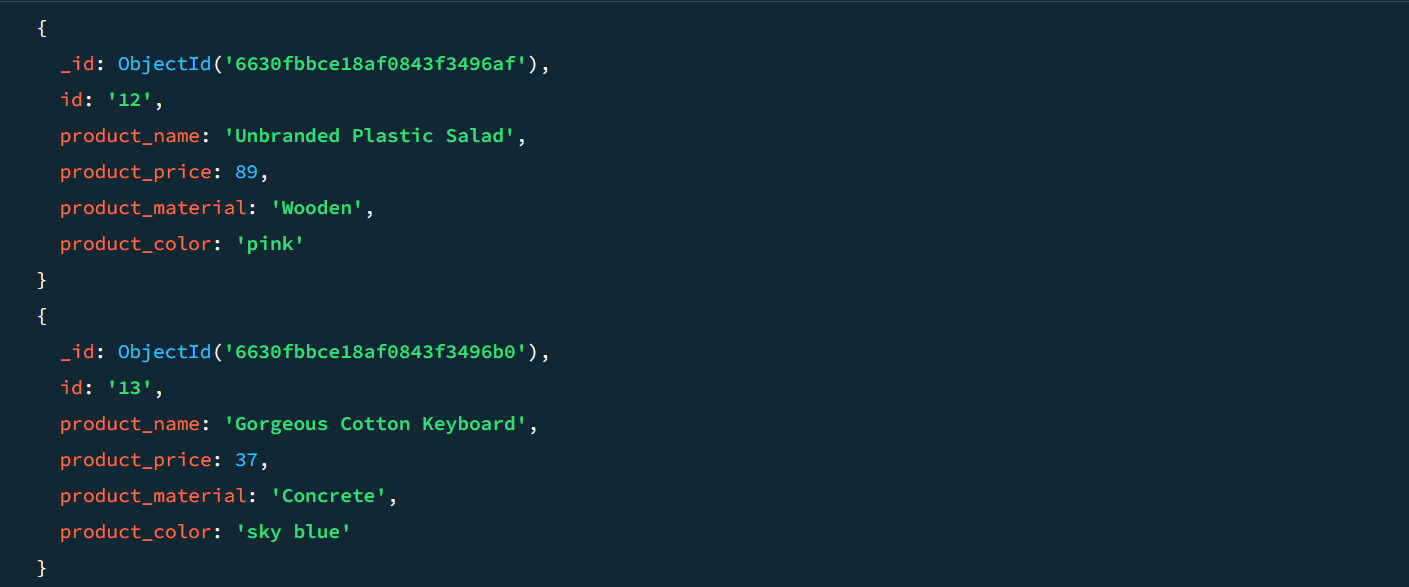 {
_id: ObjectId('6630fbbce18af0843f3496af'),
id: '12',
product_name: 'Unbranded Plastic Salad',
product_price: 89,
product_material: 'Wooden',
product_color: 'pink'
}
{
_id: ObjectId('6630fbbce18af0843f3496b0'),
id: '13',
product_name: 'Gorgeous Cotton Keyboard',
product_price: 37,
product_material: 'Concrete',
product_color: 'sky blue'
}